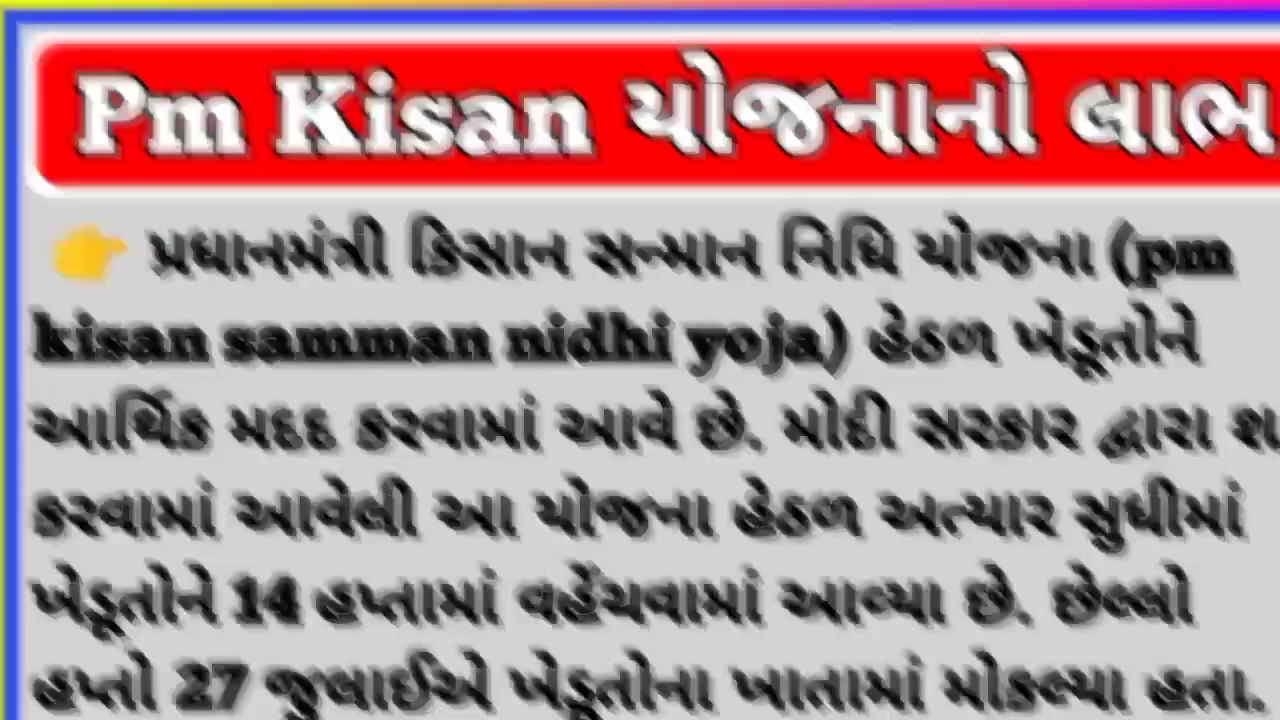 Pm Kisan યોજનાનો લાભ
પ્રધાનમંત્રી કિસાન સન્માન નિધિ યોજના (pm
kisan samman nidhi yoja) હેઠળ ખેડૂતોને
આર્થિક મદદ કરવામાં આવે છે. મોદી સરકાર દ્વારા
કરવામાં આવેલી આ યોજના હેઠળ અત્યાર સુધીમાં
ખેડૂતોને 14 હપ્તામાં વહેંચવામાં આવ્યા છે. છેલ્લો
હપ્તો 27 જુલાઈએ ખેડૂતોના ખાતામાં મોકલ્યા હતા.